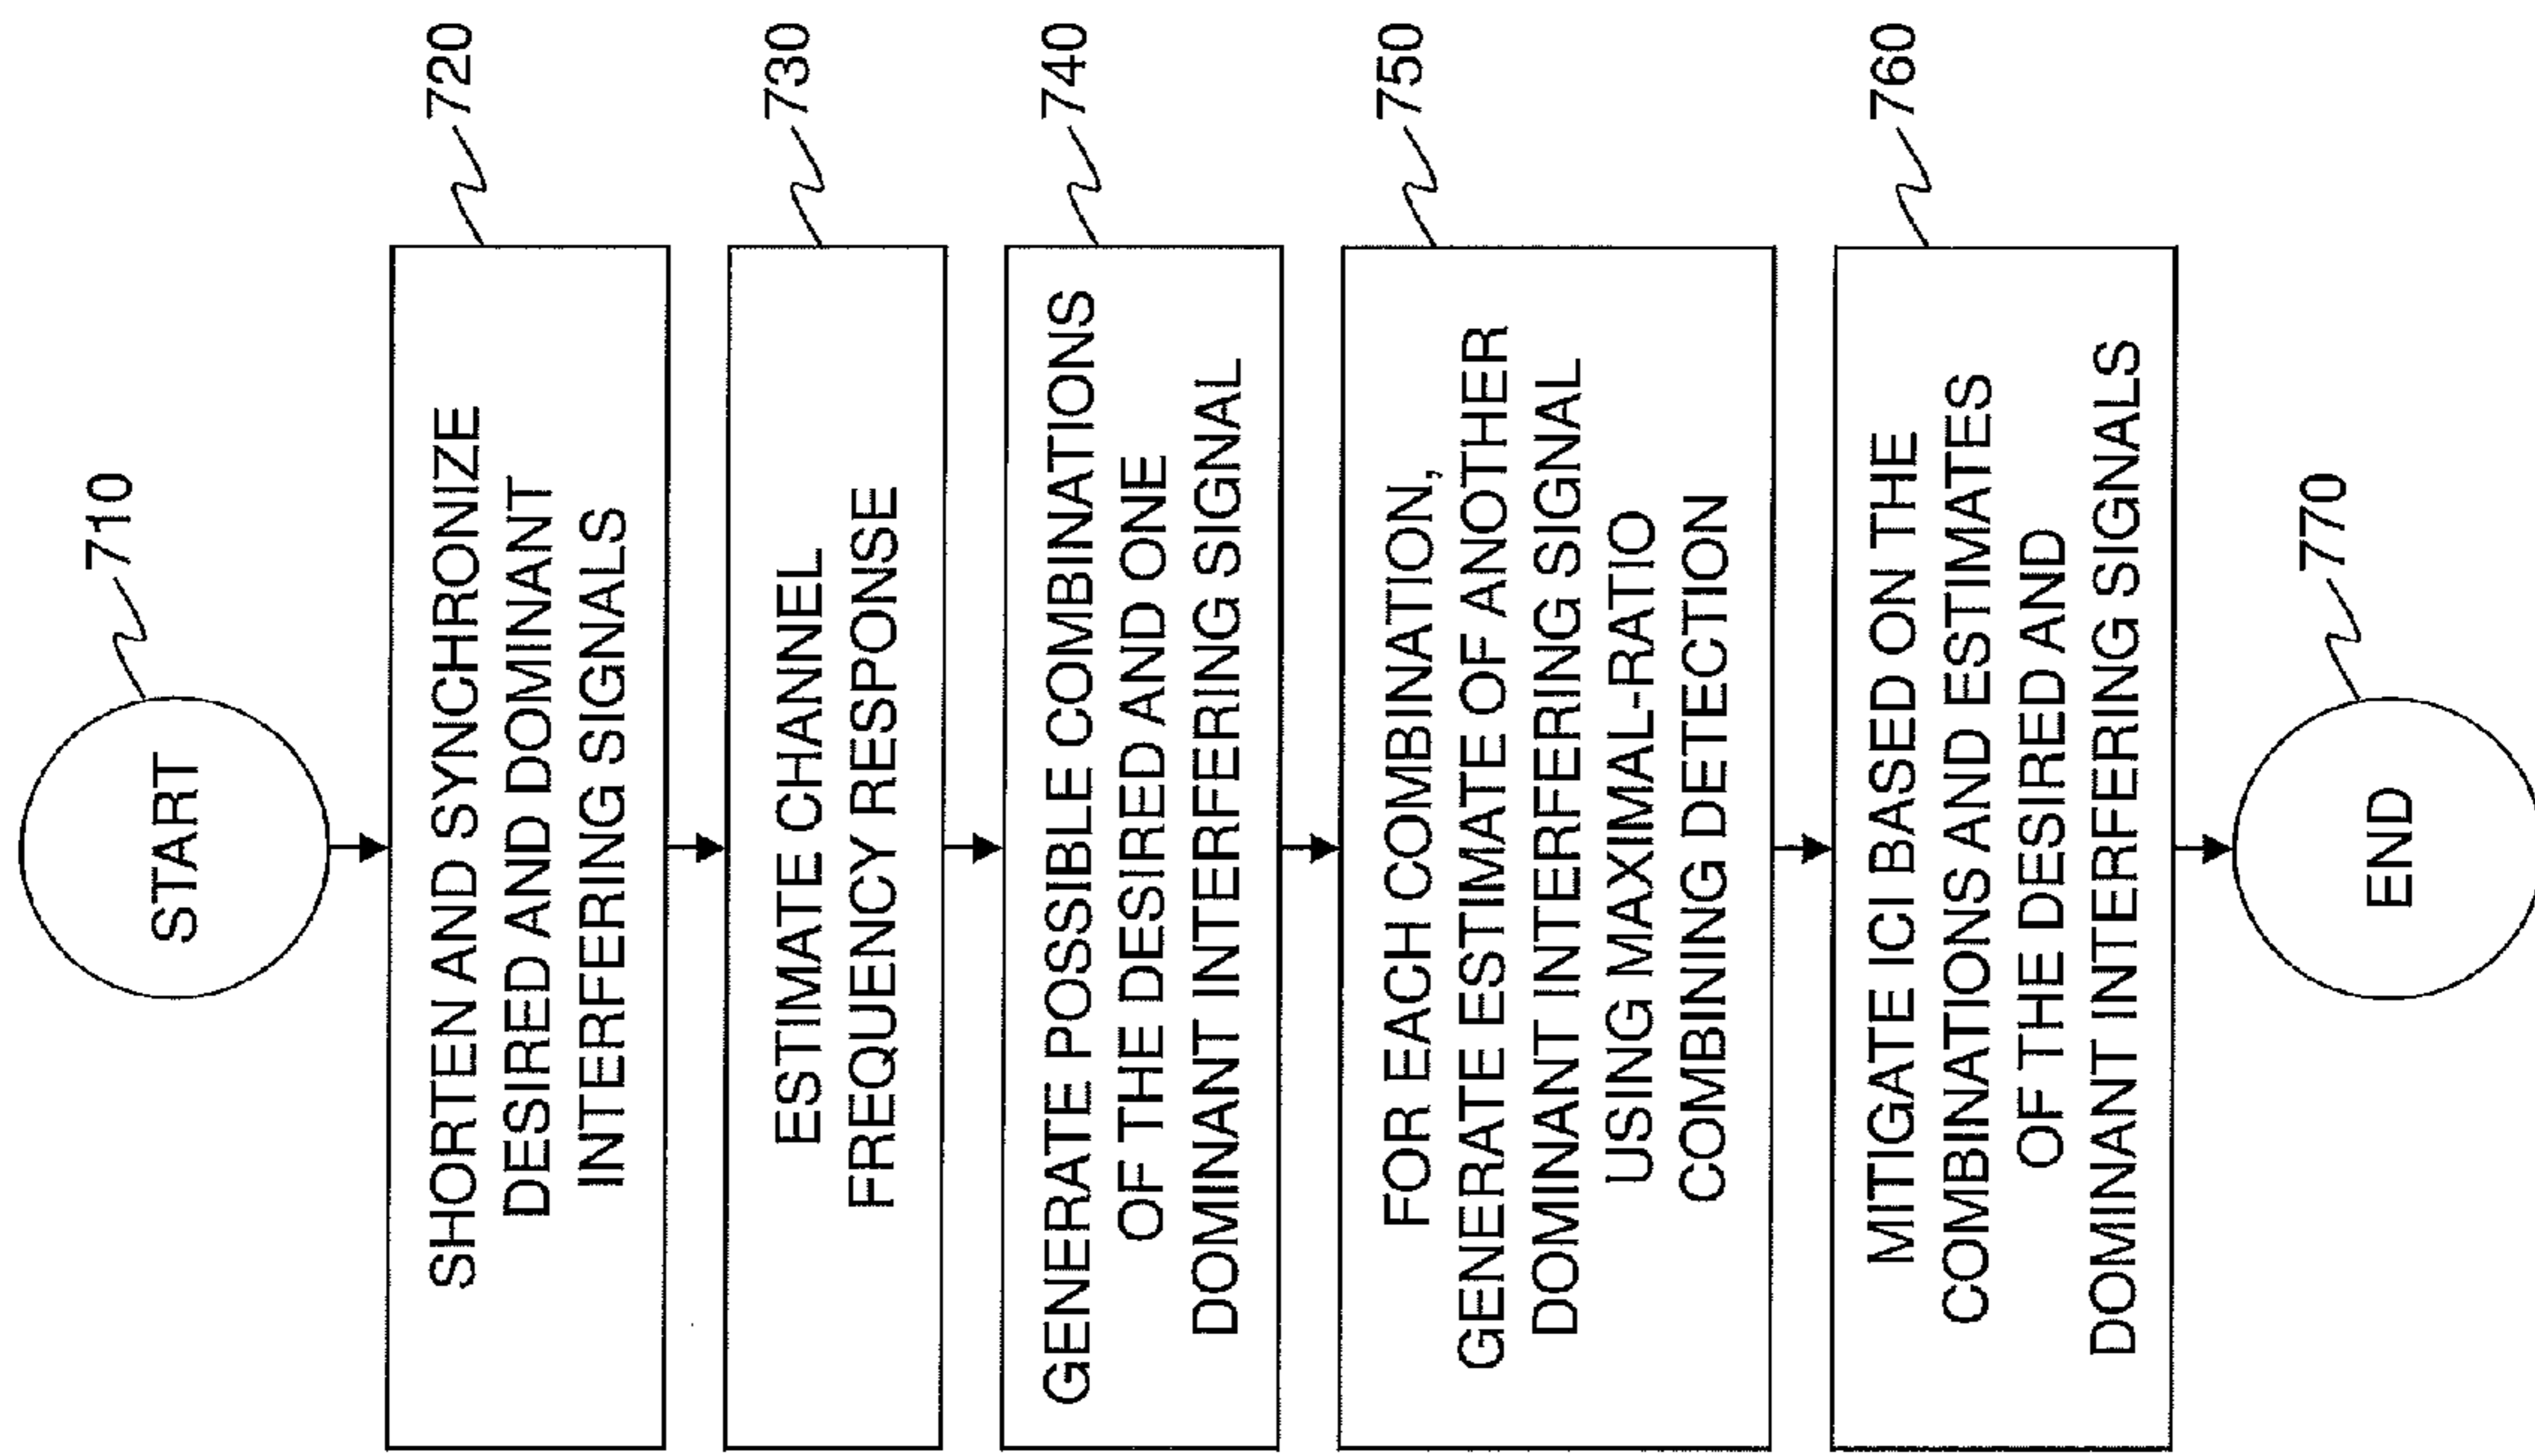 START
710
SHORTEN AND SYNCHRONIZE
DESIRED AND DOMINANT
INTERFERING SIGNALS
720
ESTIMATE CHANNEL
FREQUENCY RESPONSE
730
GENERATE POSSIBLE COMBINATIONS
OF THE DESIRED AND ONE
DOMINANT INTERFERING SIGNAL
740
FOR EACH COMBINATION,
GENERATE ESTIMATE OF ANOTHER
DOMINANT INTERFERING SIGNAL
USING MAXIMAL-RATIO
COMBINING DETECTION
750
MITIGATE ICI BASED ON THE
COMBINATIONS AND ESTIMATES
OF THE DESIRED AND
DOMINANT INTERFERING SIGNALS
760
END
770